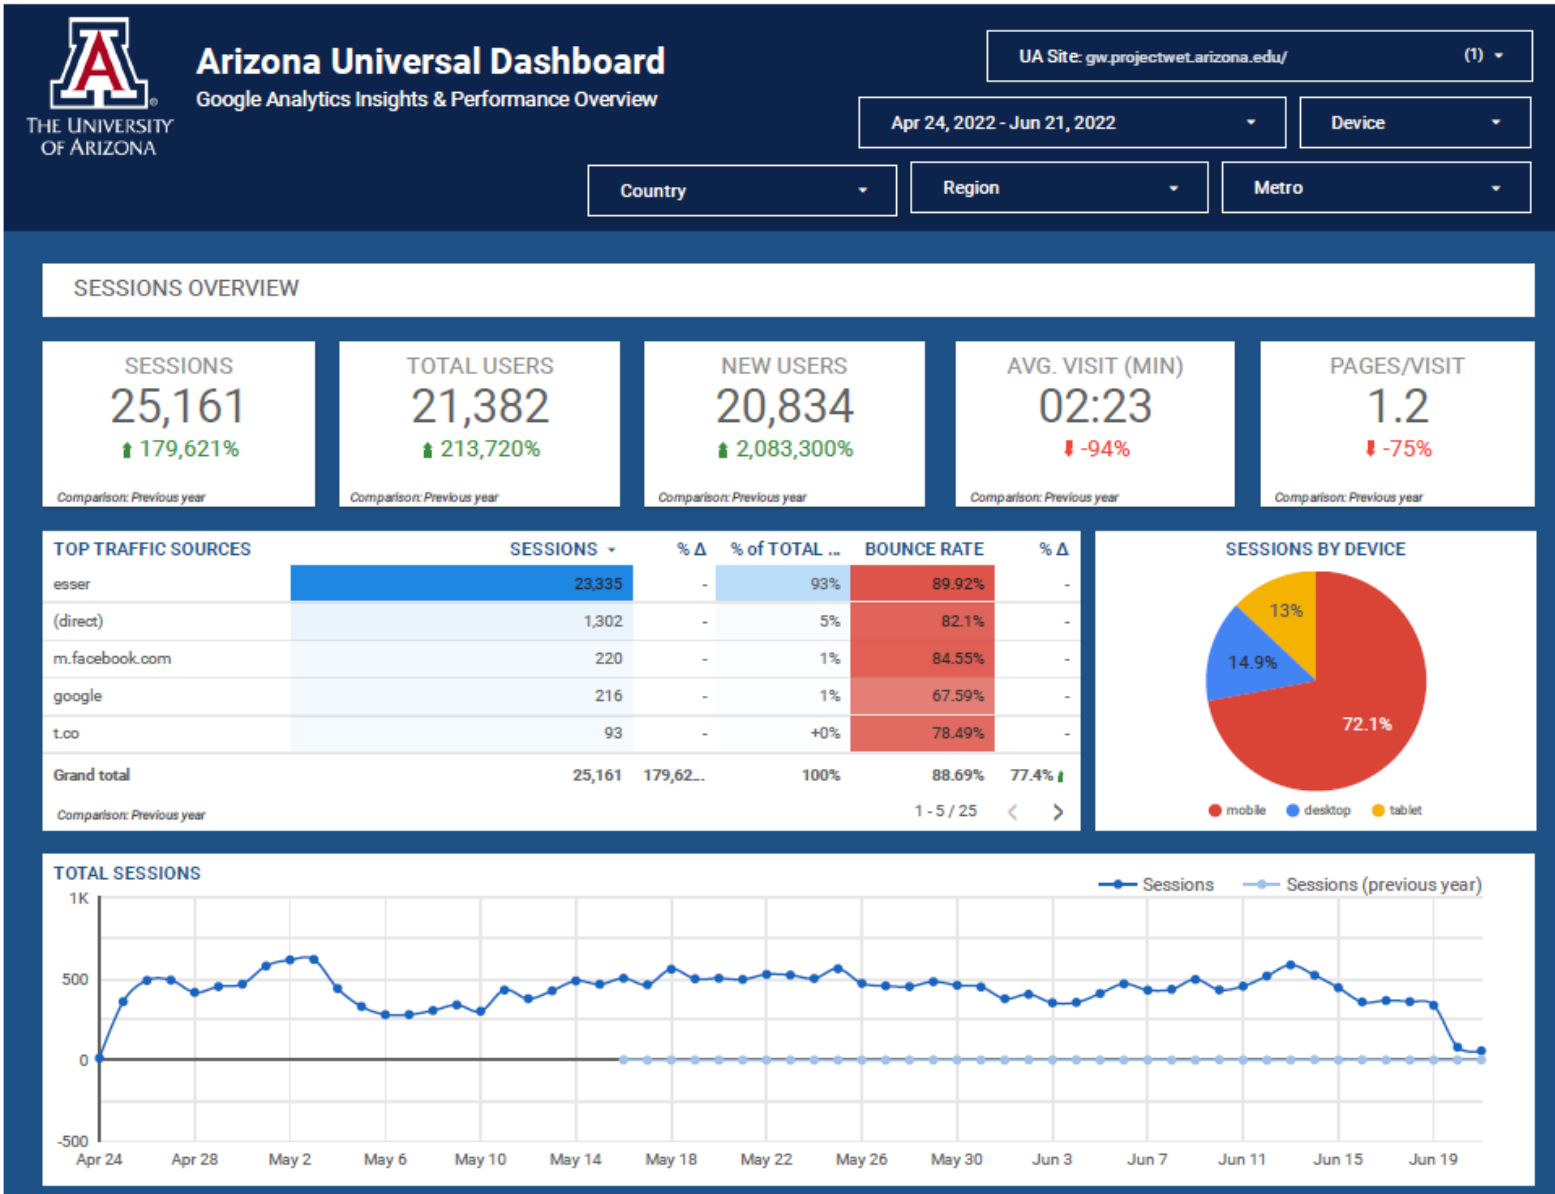 THE UNIVERSITY
OF ARIZONA
Arizona Universal Dashboard
Google Analytics Insights & Performance Overview
UA Site: gw.projectwet.arizona.edu/ (1)
Apr 24, 2022 - Jun 21, 2022
Device
Country
Region
Metro
SESSIONS OVERVIEW
SESSIONS
25,161
179,621%
Comparison: Previous year
TOTAL USERS
21,382
213,720%
Comparison: Previous year
NEW USERS
20,834
2,083,300%
Comparison: Previous year
AVG. VISIT (MIN)
02:23
-94%
Comparison: Previous year
PAGES/VISIT
1.2
-75%
Comparison: Previous year
TOP TRAFFIC SOURCES SESSIONS % Δ % of TOTAL ... BOUNCE RATE % Δ
esser 23,335 - 93% 89.92% -
(direct) 1,302 - 5% 82.1% -
m.facebook.com 220 - 1% 84.55% -
google 216 - 1% 67.59% -
t.co 93 - +0% 78.49% -
Grand total 25,161 179,62... 100% 88.69% 77.4%
Comparison: Previous year
1 - 5 / 25
SESSIONS BY DEVICE
13%
14.9%
72.1%
mobile desktop tablet
TOTAL SESSIONS
Sessions Sessions (previous year)
1K
500
0
-500
Apr 24 Apr 28 May 2 May 6 May 10 May 14 May 18 May 22 May 26 May 30 Jun 3 Jun 7 Jun 11 Jun 15 Jun 19